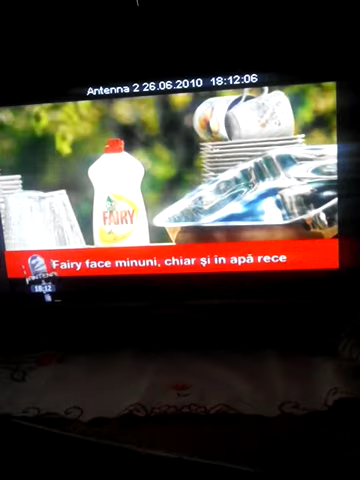 Antenna 2 26.06.2010 18:12:06
FAIRY
Fairy face minuni, chiar şi în apă rece
18:12